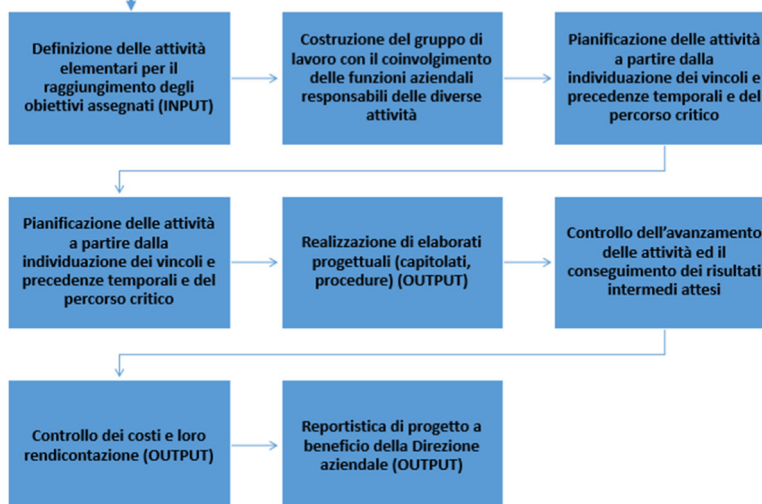 Definizione delle attività
elementari per il
raggiungimento degli
obiettivi assegnati (INPUT)
Costruzione del gruppo di
lavoro con il coinvolgimento
delle funzioni aziendali
responsabili delle diverse
attività
Pianificazione delle attività
a partire dalla
individuazione dei vincoli e
precedenze temporali e del
percorso critico
Pianificazione delle attività
a partire dalla
individuazione dei vincoli e
precedenze temporali e del
percorso critico
Realizzazione di elaborati
progettuali (capitolati,
procedure) (OUTPUT)
Controllo dell’avanzamento
delle attività ed il
conseguimento dei risultati
intermedi attesi
Controllo dei costi e loro
rendicontazione (OUTPUT)
Reportistica di progetto a
beneficio della Direzione
aziendale (OUTPUT)